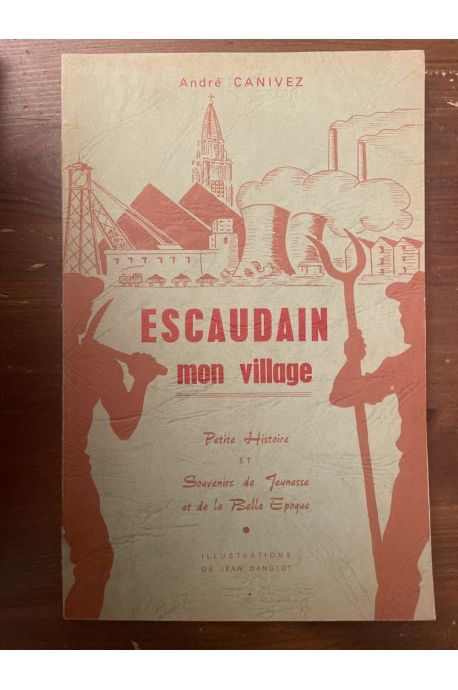 André CANIVEZ
ESCAUDAIN
mon village
Petite Histoire
ET
Souvenirs de Jeunesse
et de la Belle Epoque
ILLUSTRATIONS
DE JEAN DANGLOT